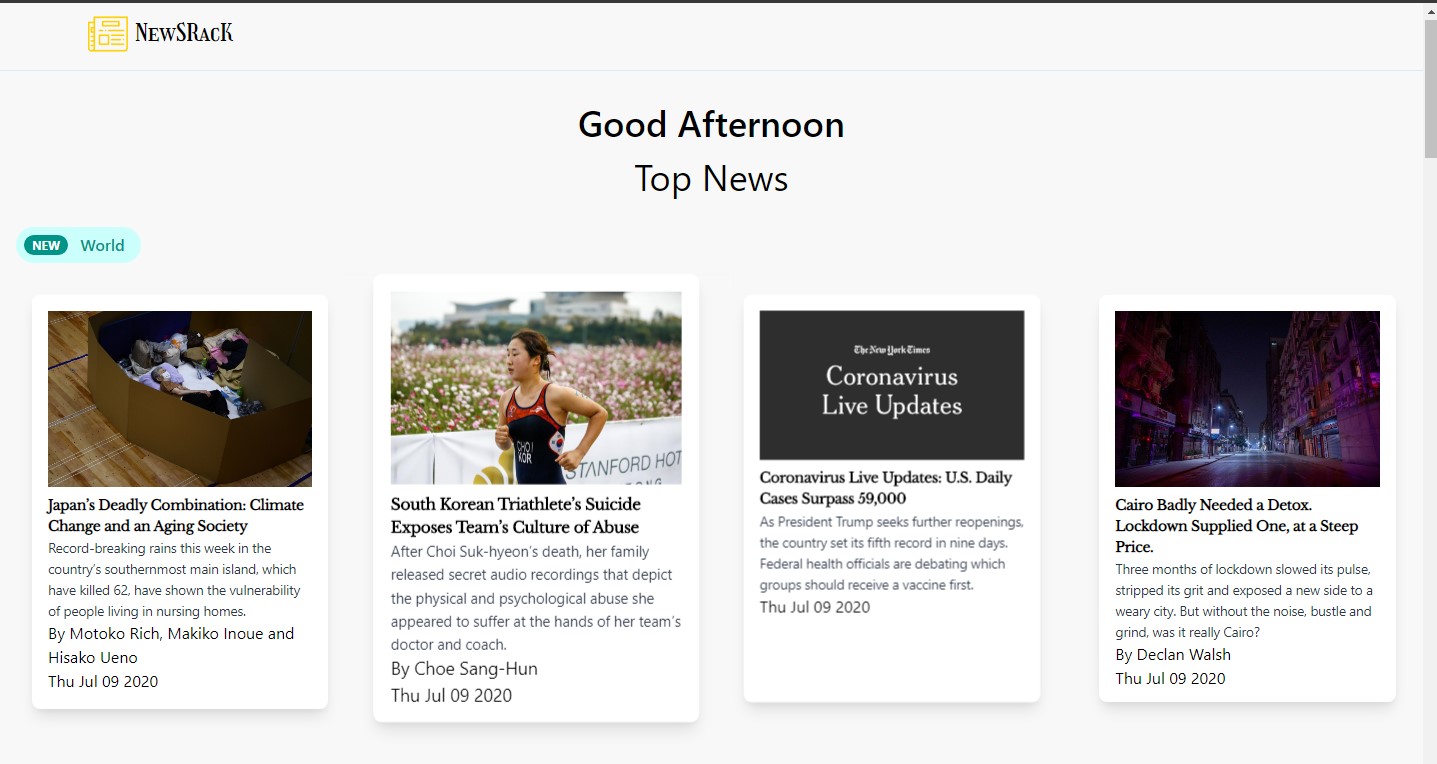 NewSRacK
Good Afternoon
Top News
NEW World
Japan’s Deadly Combination: Climate
Change and an Aging Society
Record-breaking rains this week in the
country’s southernmost main island, which
have killed 62, have shown the vulnerability
of people living in nursing homes.
By Motoko Rich, Makiko Inoue and
Hisako Ueno
Thu Jul 09 2020
CHOI
KOR
STANFORD HOT
South Korean Triathlete’s Suicide
Exposes Team’s Culture of Abuse
After Choi Suk-hyeon’s death, her family
released secret audio recordings that depict
the physical and psychological abuse she
appeared to suffer at the hands of her team’s
doctor and coach.
By Choe Sang-Hun
Thu Jul 09 2020
The New York Times
Coronavirus
Live Updates
Coronavirus Live Updates: U.S. Daily
Cases Surpass 59,000
As President Trump seeks further reopenings,
the country set its fifth record in nine days.
Federal health officials are debating which
groups should receive a vaccine first.
Thu Jul 09 2020
Cairo Badly Needed a Detox.
Lockdown Supplied One, at a Steep
Price.
Three months of lockdown slowed its pulse,
stripped its grit and exposed a new side to a
weary city. But without the noise, bustle and
grind, was it really Cairo?
By Declan Walsh
Thu Jul 09 2020